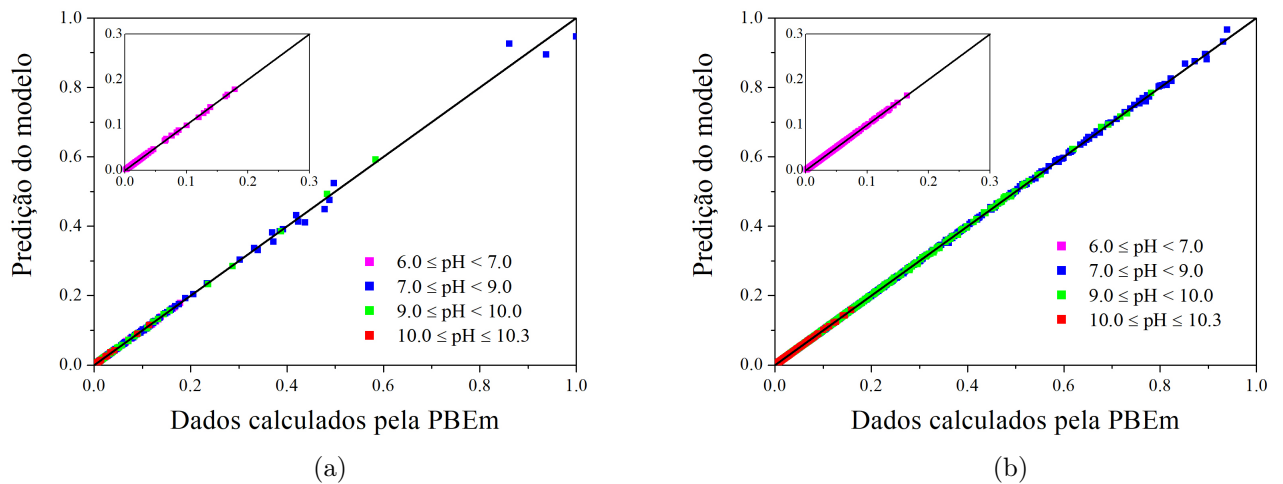 Predição do modelo
1.0
0.8
0.6
0.4
0.2
0.0
0.0 0.2 0.4 0.6 0.8 1.0
0.3
0.2
0.1
0.0
0.0 0.1 0.2 0.3
6.0 ≤ pH < 7.0
7.0 ≤ pH < 9.0
9.0 ≤ pH < 10.0
10.0 ≤ pH ≤ 10.3
Dados calculados pela PBEm
(a)
Predição do modelo
1.0
0.8
0.6
0.4
0.2
0.0
0.0 0.2 0.4 0.6 0.8 1.0
0.3
0.2
0.1
0.0
0.0 0.1 0.2 0.3
6.0 ≤ pH < 7.0
7.0 ≤ pH < 9.0
9.0 ≤ pH < 10.0
10.0 ≤ pH ≤ 10.3
Dados calculados pela PBEm
(b)